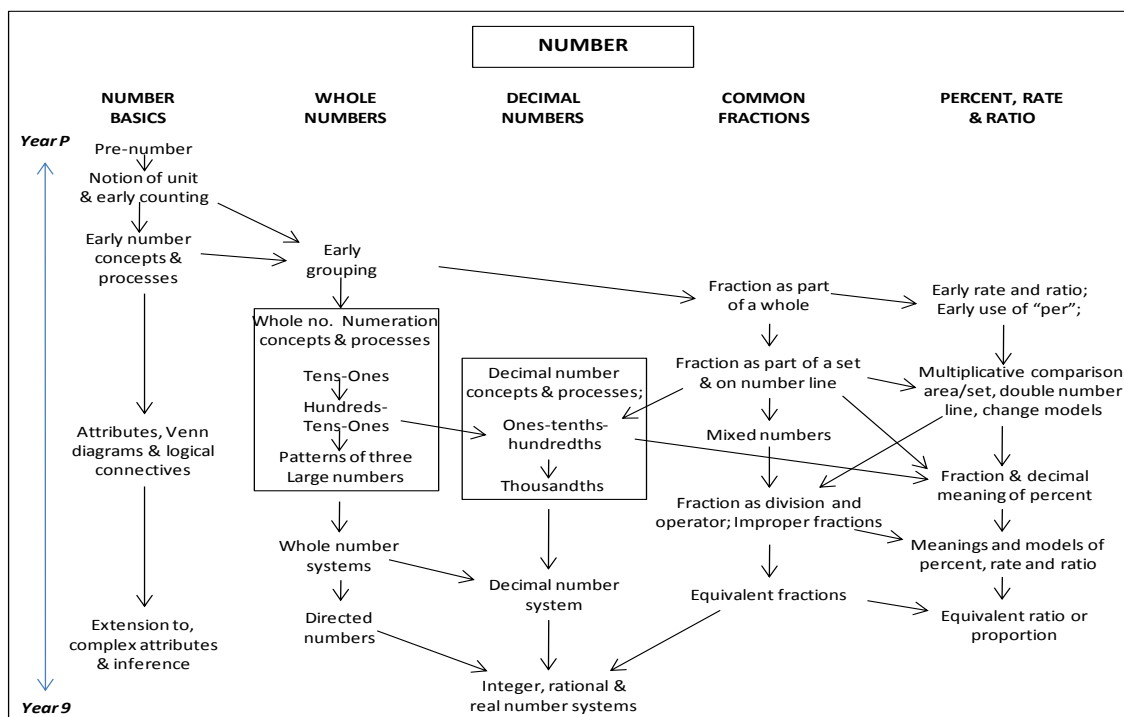 NUMBER
NUMBER
BASICS
WHOLE
NUMBERS
DECIMAL
NUMBERS
COMMON
FRACTIONS
PERCENT, RATE
& RATIO
Year P
Pre-number
Notion of unit
& early counting
Early number
concepts &
processes
Attributes, Venn
diagrams & logical
connectives
Extension to,
complex attributes
& inference
Year 9
Early
grouping
Whole no. Numeration
concepts & processes
Tens-Ones
Hundreds-
Tens-Ones
Patterns of three
Large numbers
Whole number
systems
Directed
numbers
Decimal number
concepts & processes;
Ones-tenths-
hundredths
Thousandths
Decimal number
system
Integer, rational &
real number systems
Fraction as part
of a whole
Fraction as part of a set
& on number line
Mixed numbers
Fraction as division and
operator; Improper fractions
Equivalent fractions
Early rate and ratio;
Early use of “per”;
Multiplicative comparison
area/set, double number
line, change models
Fraction & decimal
meaning of percent
Meanings and models of
percent, rate and ratio
Equivalent ratio or
proportion